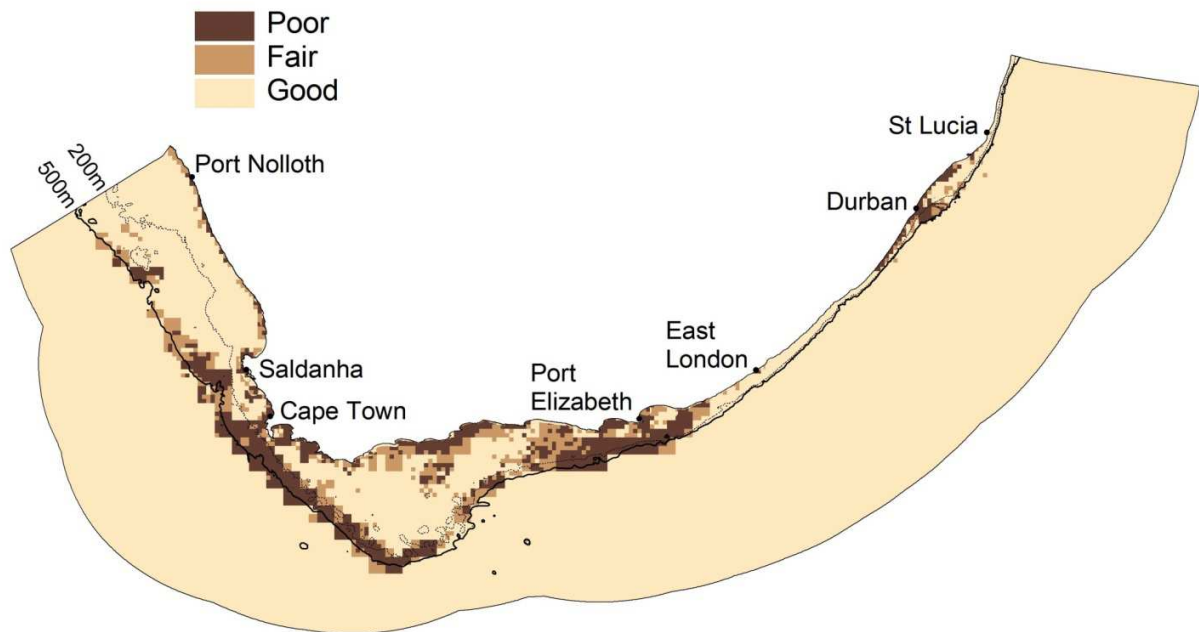 Poor
Fair
Good
St Lucia
Port Nolloth
200m
500m
Durban
East
London
Port
Elizabeth
Saldanha
Cape Town